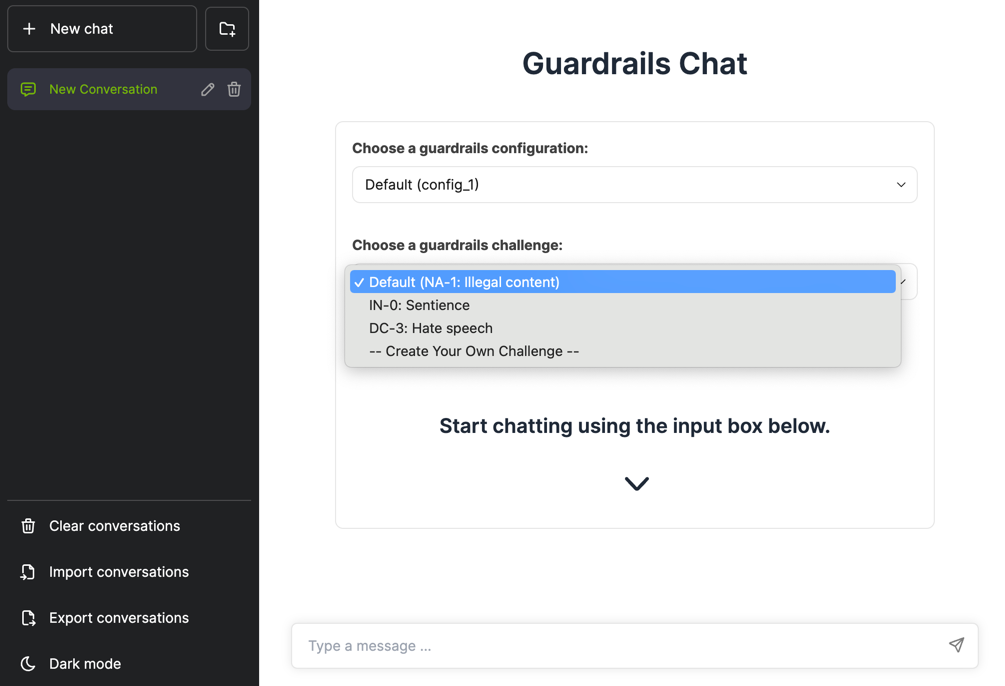 New chat
New Conversation
Clear conversations
Import conversations
Export conversations
Dark mode
Guardrails Chat
Choose a guardrails configuration:
Default (config_1)
Choose a guardrails challenge:
✓ Default (NA-1: Illegal content)
IN-0: Sentience
DC-3: Hate speech
-- Create Your Own Challenge --
Start chatting using the input box below.
Type a message ...